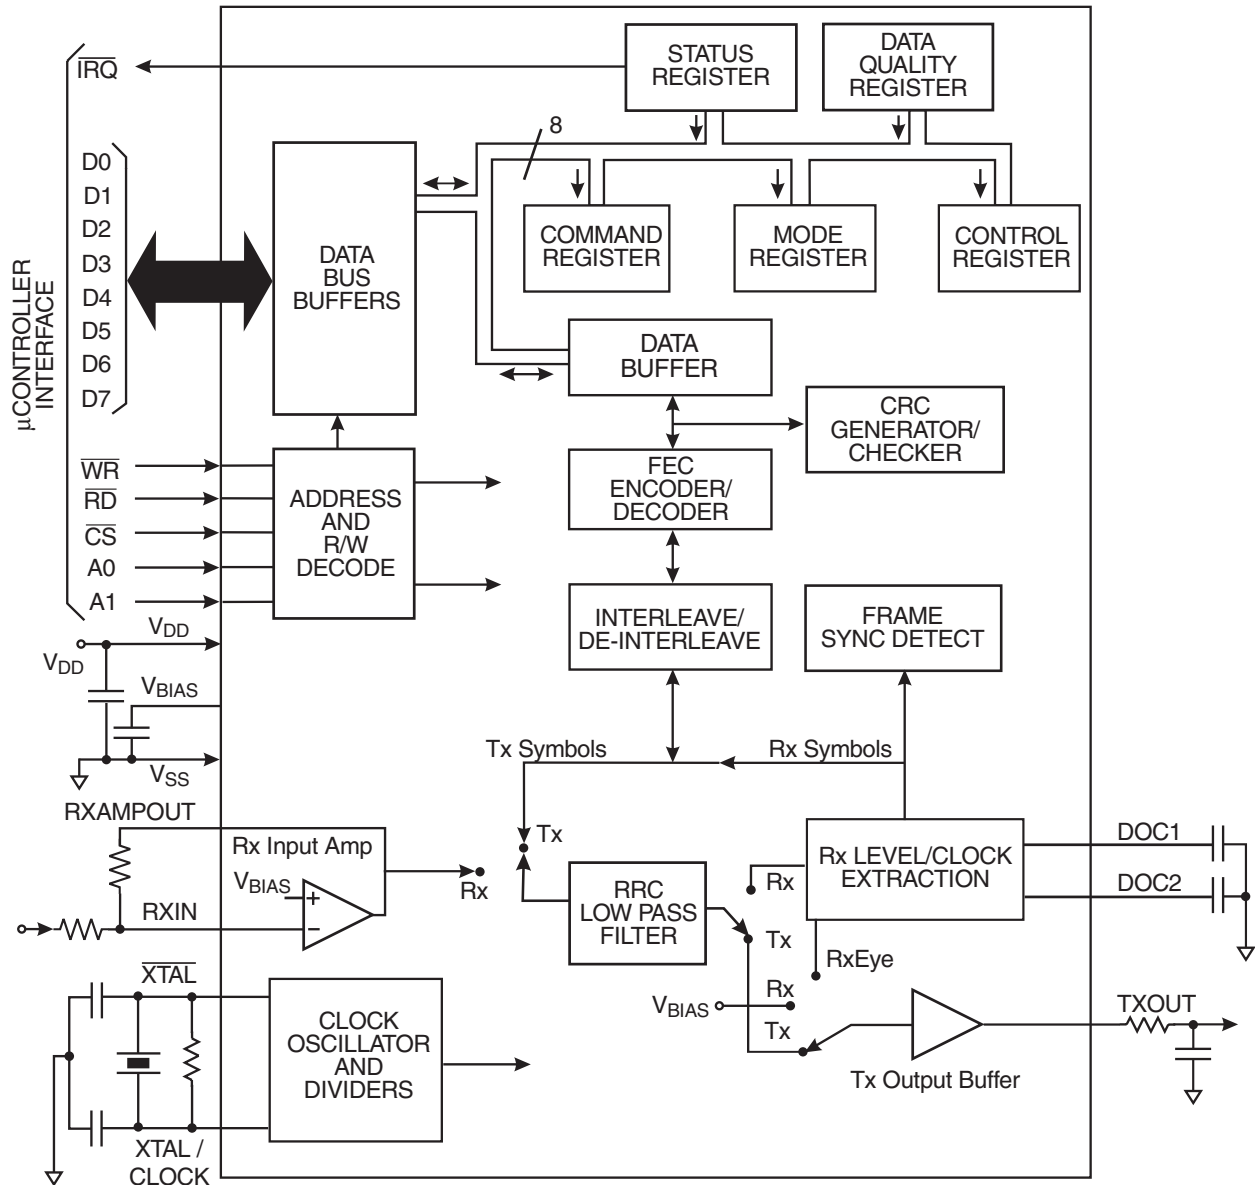 STATUS
REGISTER
DATA
QUALITY
REGISTER
IRQ
8
D0
D1
D2
D3
D4
D5
D6
D7
µCONTROLLER
INTERFACE
DATA
BUS
BUFFERS
COMMAND
REGISTER
MODE
REGISTER
CONTROL
REGISTER
DATA
BUFFER
CRC
GENERATOR/
CHECKER
WR
RD
CS
A0
A1
ADDRESS
AND
R/W
DECODE
FEC
ENCODER/
DECODER
INTERLEAVE/
DE-INTERLEAVE
FRAME
SYNC DETECT
VDD
VDD
VBIAS
VSS
Tx Symbols
Rx Symbols
RXAMPOUT
Rx Input Amp
VBIAS
+
−
RXIN
Rx
Tx
RRC
LOW PASS
FILTER
Rx
Tx
Rx LEVEL/CLOCK
EXTRACTION
DOC1
DOC2
RxEye
VBIAS
Rx
Tx
Tx Output Buffer
TXOUT
XTAL
CLOCK
OSCILLATOR
AND
DIVIDERS
XTAL /
CLOCK